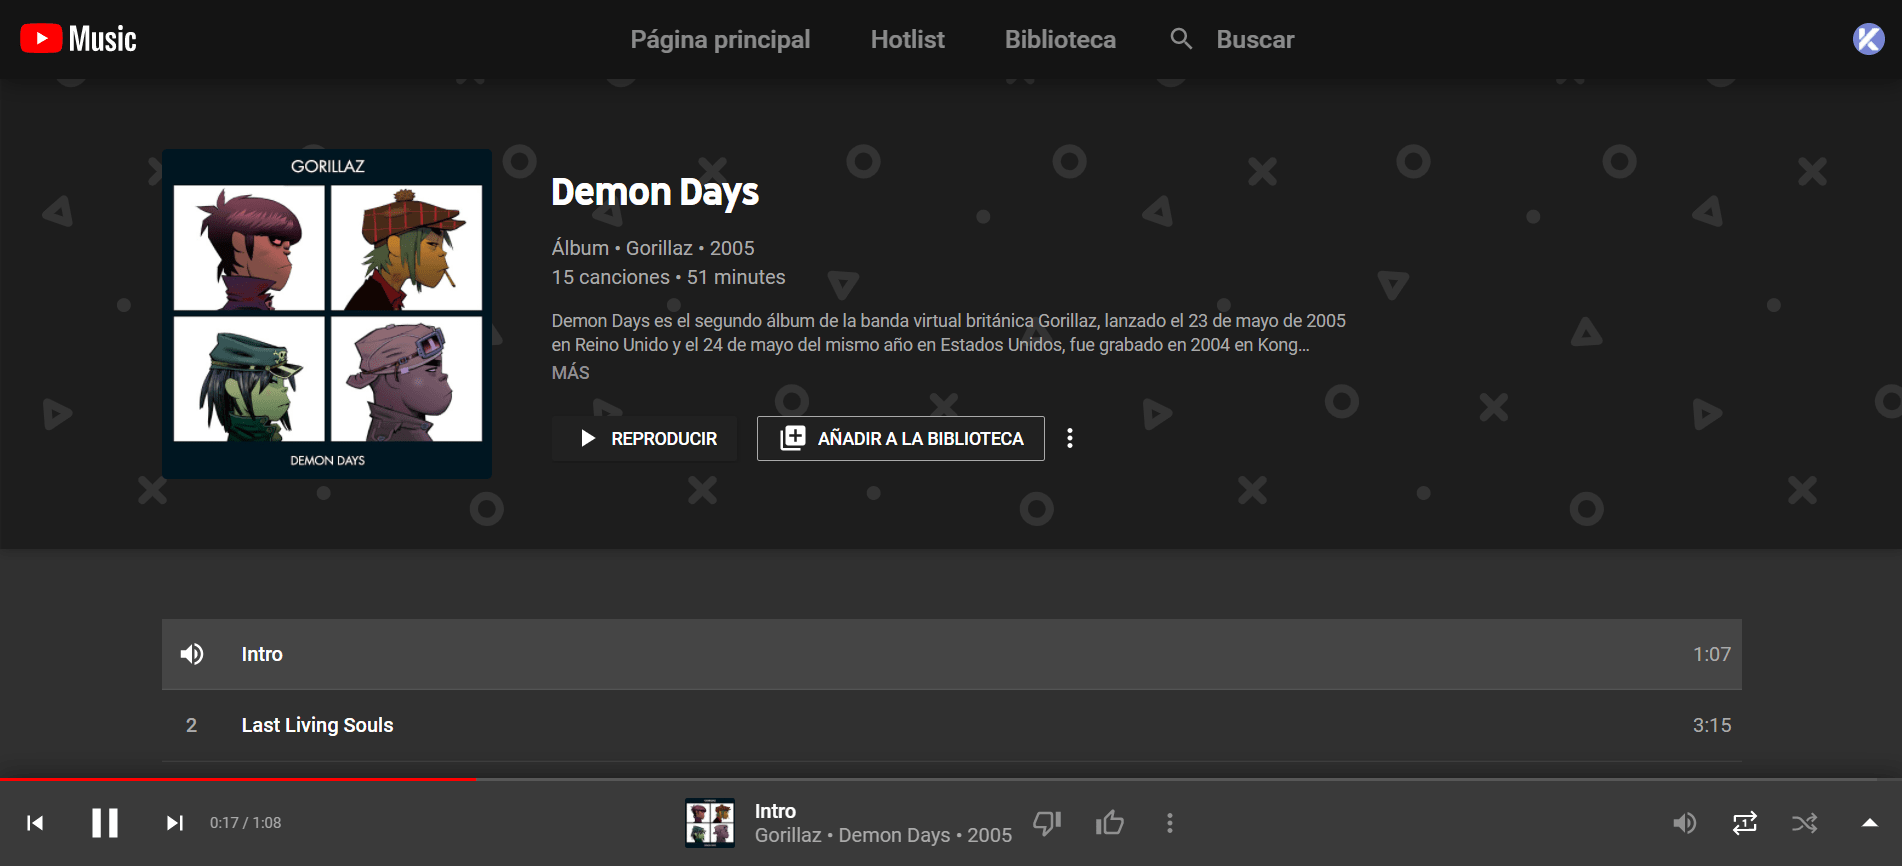 Music
Página principal
Hotlist
Biblioteca
Buscar
GORILLAZ
DEMON DAYS
Demon Days
Álbum • Gorillaz • 2005
15 canciones • 51 minutes
Demon Days es el segundo álbum de la banda virtual británica Gorillaz, lanzado el 23 de mayo de 2005
en Reino Unido y el 24 de mayo del mismo año en Estados Unidos, fue grabado en 2004 en Kong...
MÁS
REPRODUCIR
AÑADIR A LA BIBLIOTECA
Intro 1:07
2 Last Living Souls 3:15
0:17 / 1:08
Intro
Gorillaz • Demon Days • 2005
1